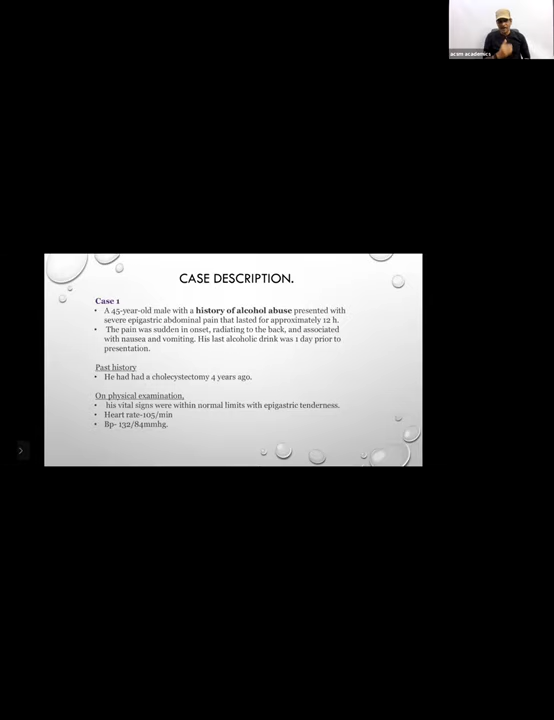 acem academics
CASE DESCRIPTION.
Case 1
• A 45-year-old male with a history of alcohol abuse presented with
severe epigastric abdominal pain that lasted for approximately 12 h.
• The pain was sudden in onset, radiating to the back, and associated
with nausea and vomiting. His last alcoholic drink was 1 day prior to
presentation.
Past history
• He had had a cholecystectomy 4 years ago.
On physical examination,
• his vital signs were within normal limits with epigastric tenderness.
• Heart rate-105/min
• Bp- 132/84mmhg.